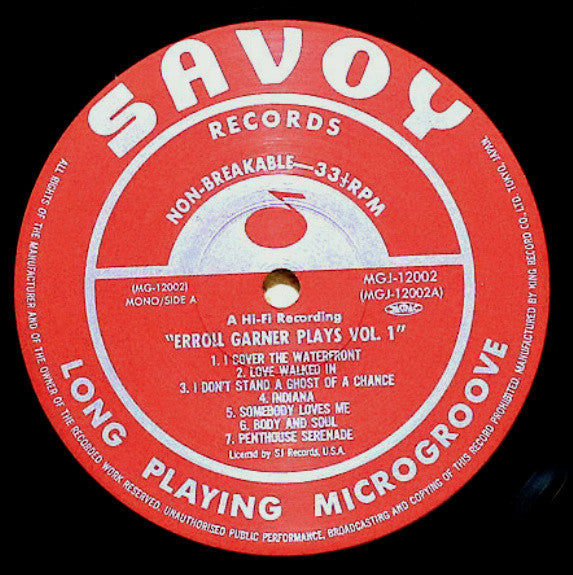 SAVOY
RECORDS
NON-BREAKABLE—33⅓RPM
(MG-12002)
MONO/SIDE A
MGJ-12002
(MGJ-12002A)
A Hi-Fi Recording
"ERROLL GARNER PLAYS VOL. 1"
1. I COVER THE WATERFRONT
2. LOVE WALKED IN
3. I DON'T STAND A GHOST OF A CHANCE
4. INDIANA
5. SOMEBODY LOVES ME
6. BODY AND SOUL
7. PENTHOUSE SERENADE
Licensed by SJ Records, U.S.A.
LONG PLAYING MICROGROOVE
ALL RIGHTS OF THE MANUFACTURER AND OF THE OWNER OF THE RECORDED WORK RESERVED. UNAUTHORISED PUBLIC PERFORMANCE, BROADCASTING AND COPYING OF THIS RECORD PROHIBITED. MANUFACTURED BY KING RECORD CO., LTD. TOKYO, JAPAN.